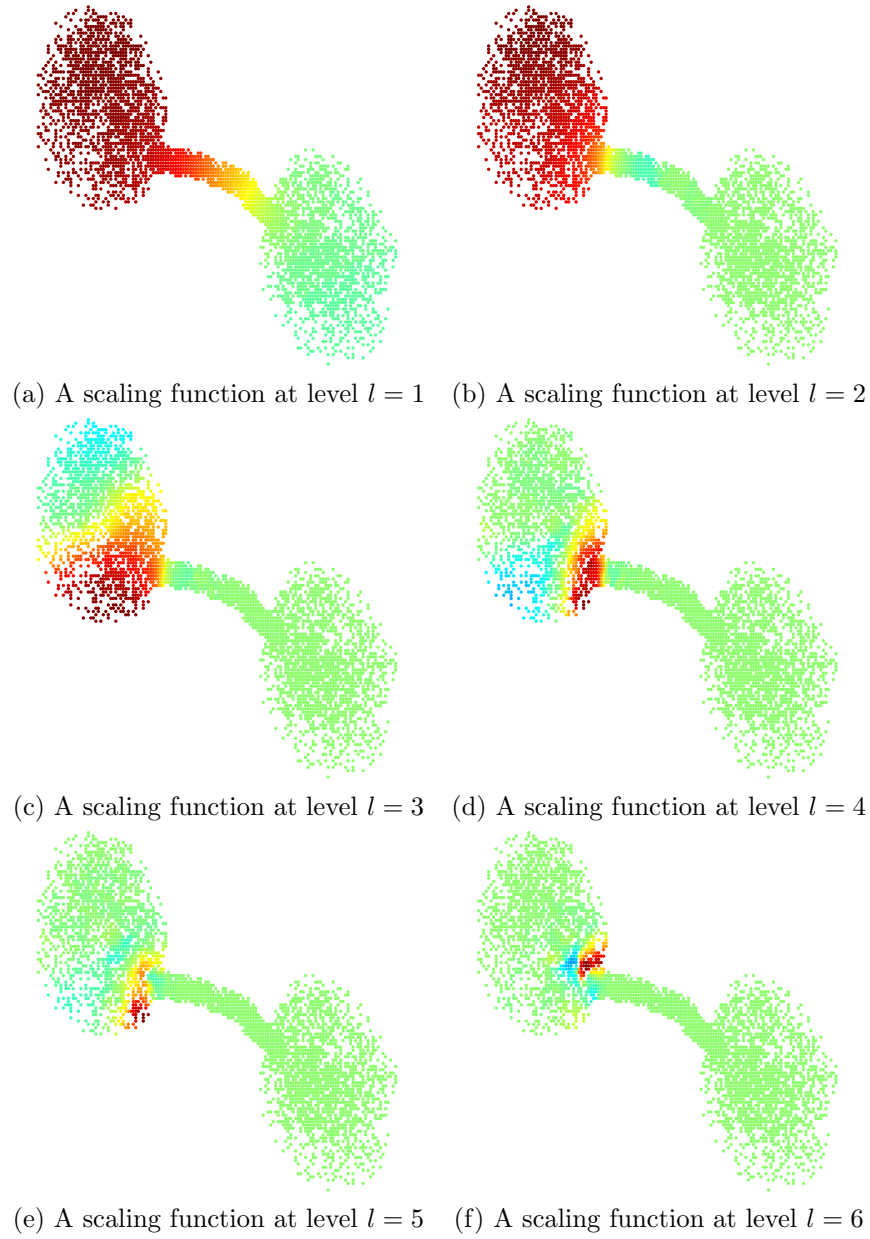 (a) A scaling function at level l = 1
(b) A scaling function at level l = 2
(c) A scaling function at level l = 3
(d) A scaling function at level l = 4
(e) A scaling function at level l = 5
(f) A scaling function at level l = 6